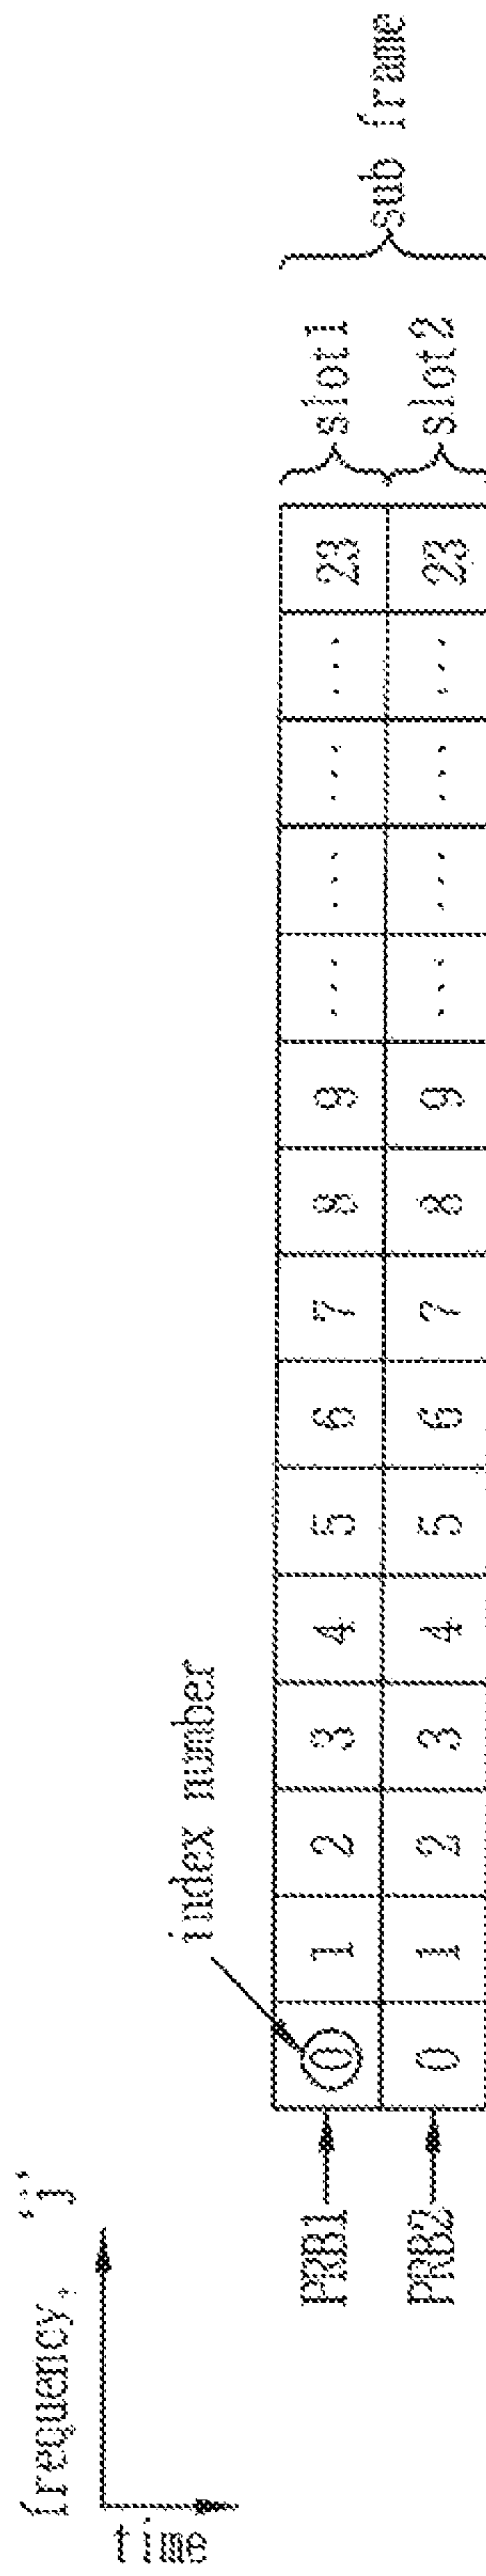 frequency, 'j'
time
index number
PRB1 0 1 2 3 4 5 6 7 8 9 ... ... ... ... 23 slot1
PRB2 0 1 2 3 4 5 6 7 8 9 ... ... ... ... 23 slot2
sub frame